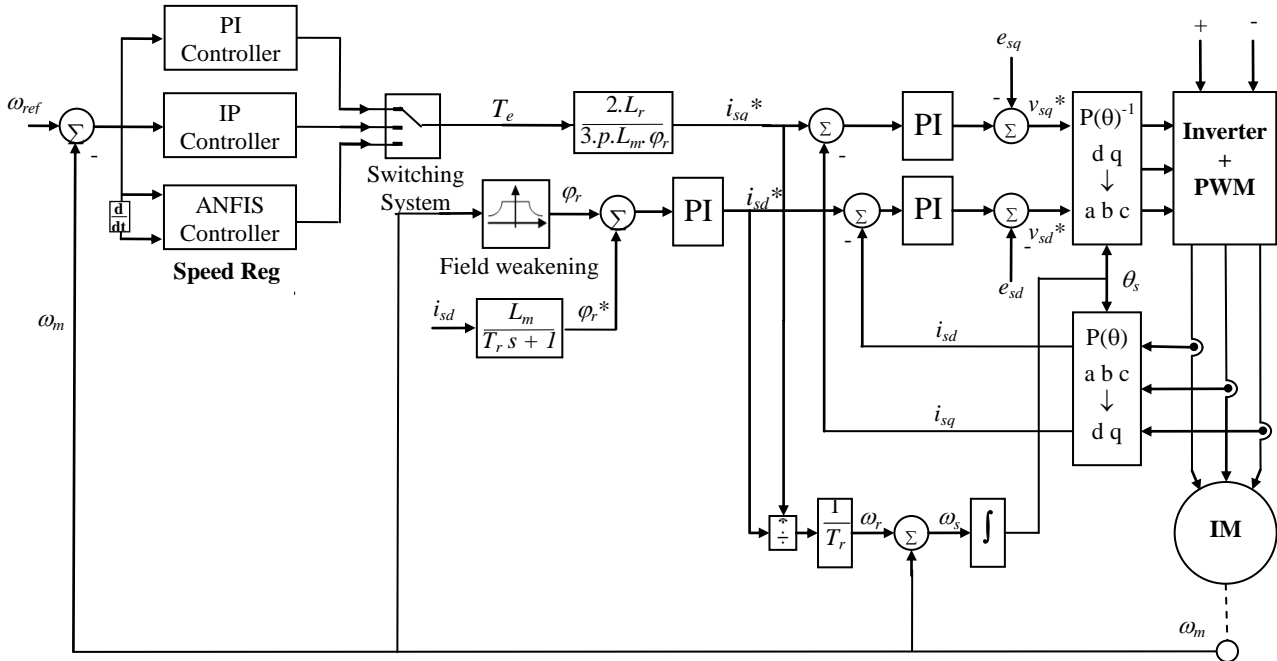 PI
Controller
ω_ref
Σ
-
IP
Controller
d
dt
ANFIS
Controller
Speed Reg
ω_m
Switching
System
T_e
2.L_r
3.p.L_m.φ_r
i_sq*
Σ
-
PI
e_sq
-
Σ
v_sq*
P(θ)^-1
d q
↓
a b c
+
-
Inverter
+
PWM
φ_r
Field weakening
Σ
PI
i_sd*
Σ
-
PI
Σ
-
v_sd*
e_sd
θ_s
i_sd
L_m
T_r s + 1
φ_r*
i_sd
i_sq
P(θ)
a b c
↓
d q
*
÷
1
T_r
ω_r
Σ
ω_s
∫
IM
ω_m